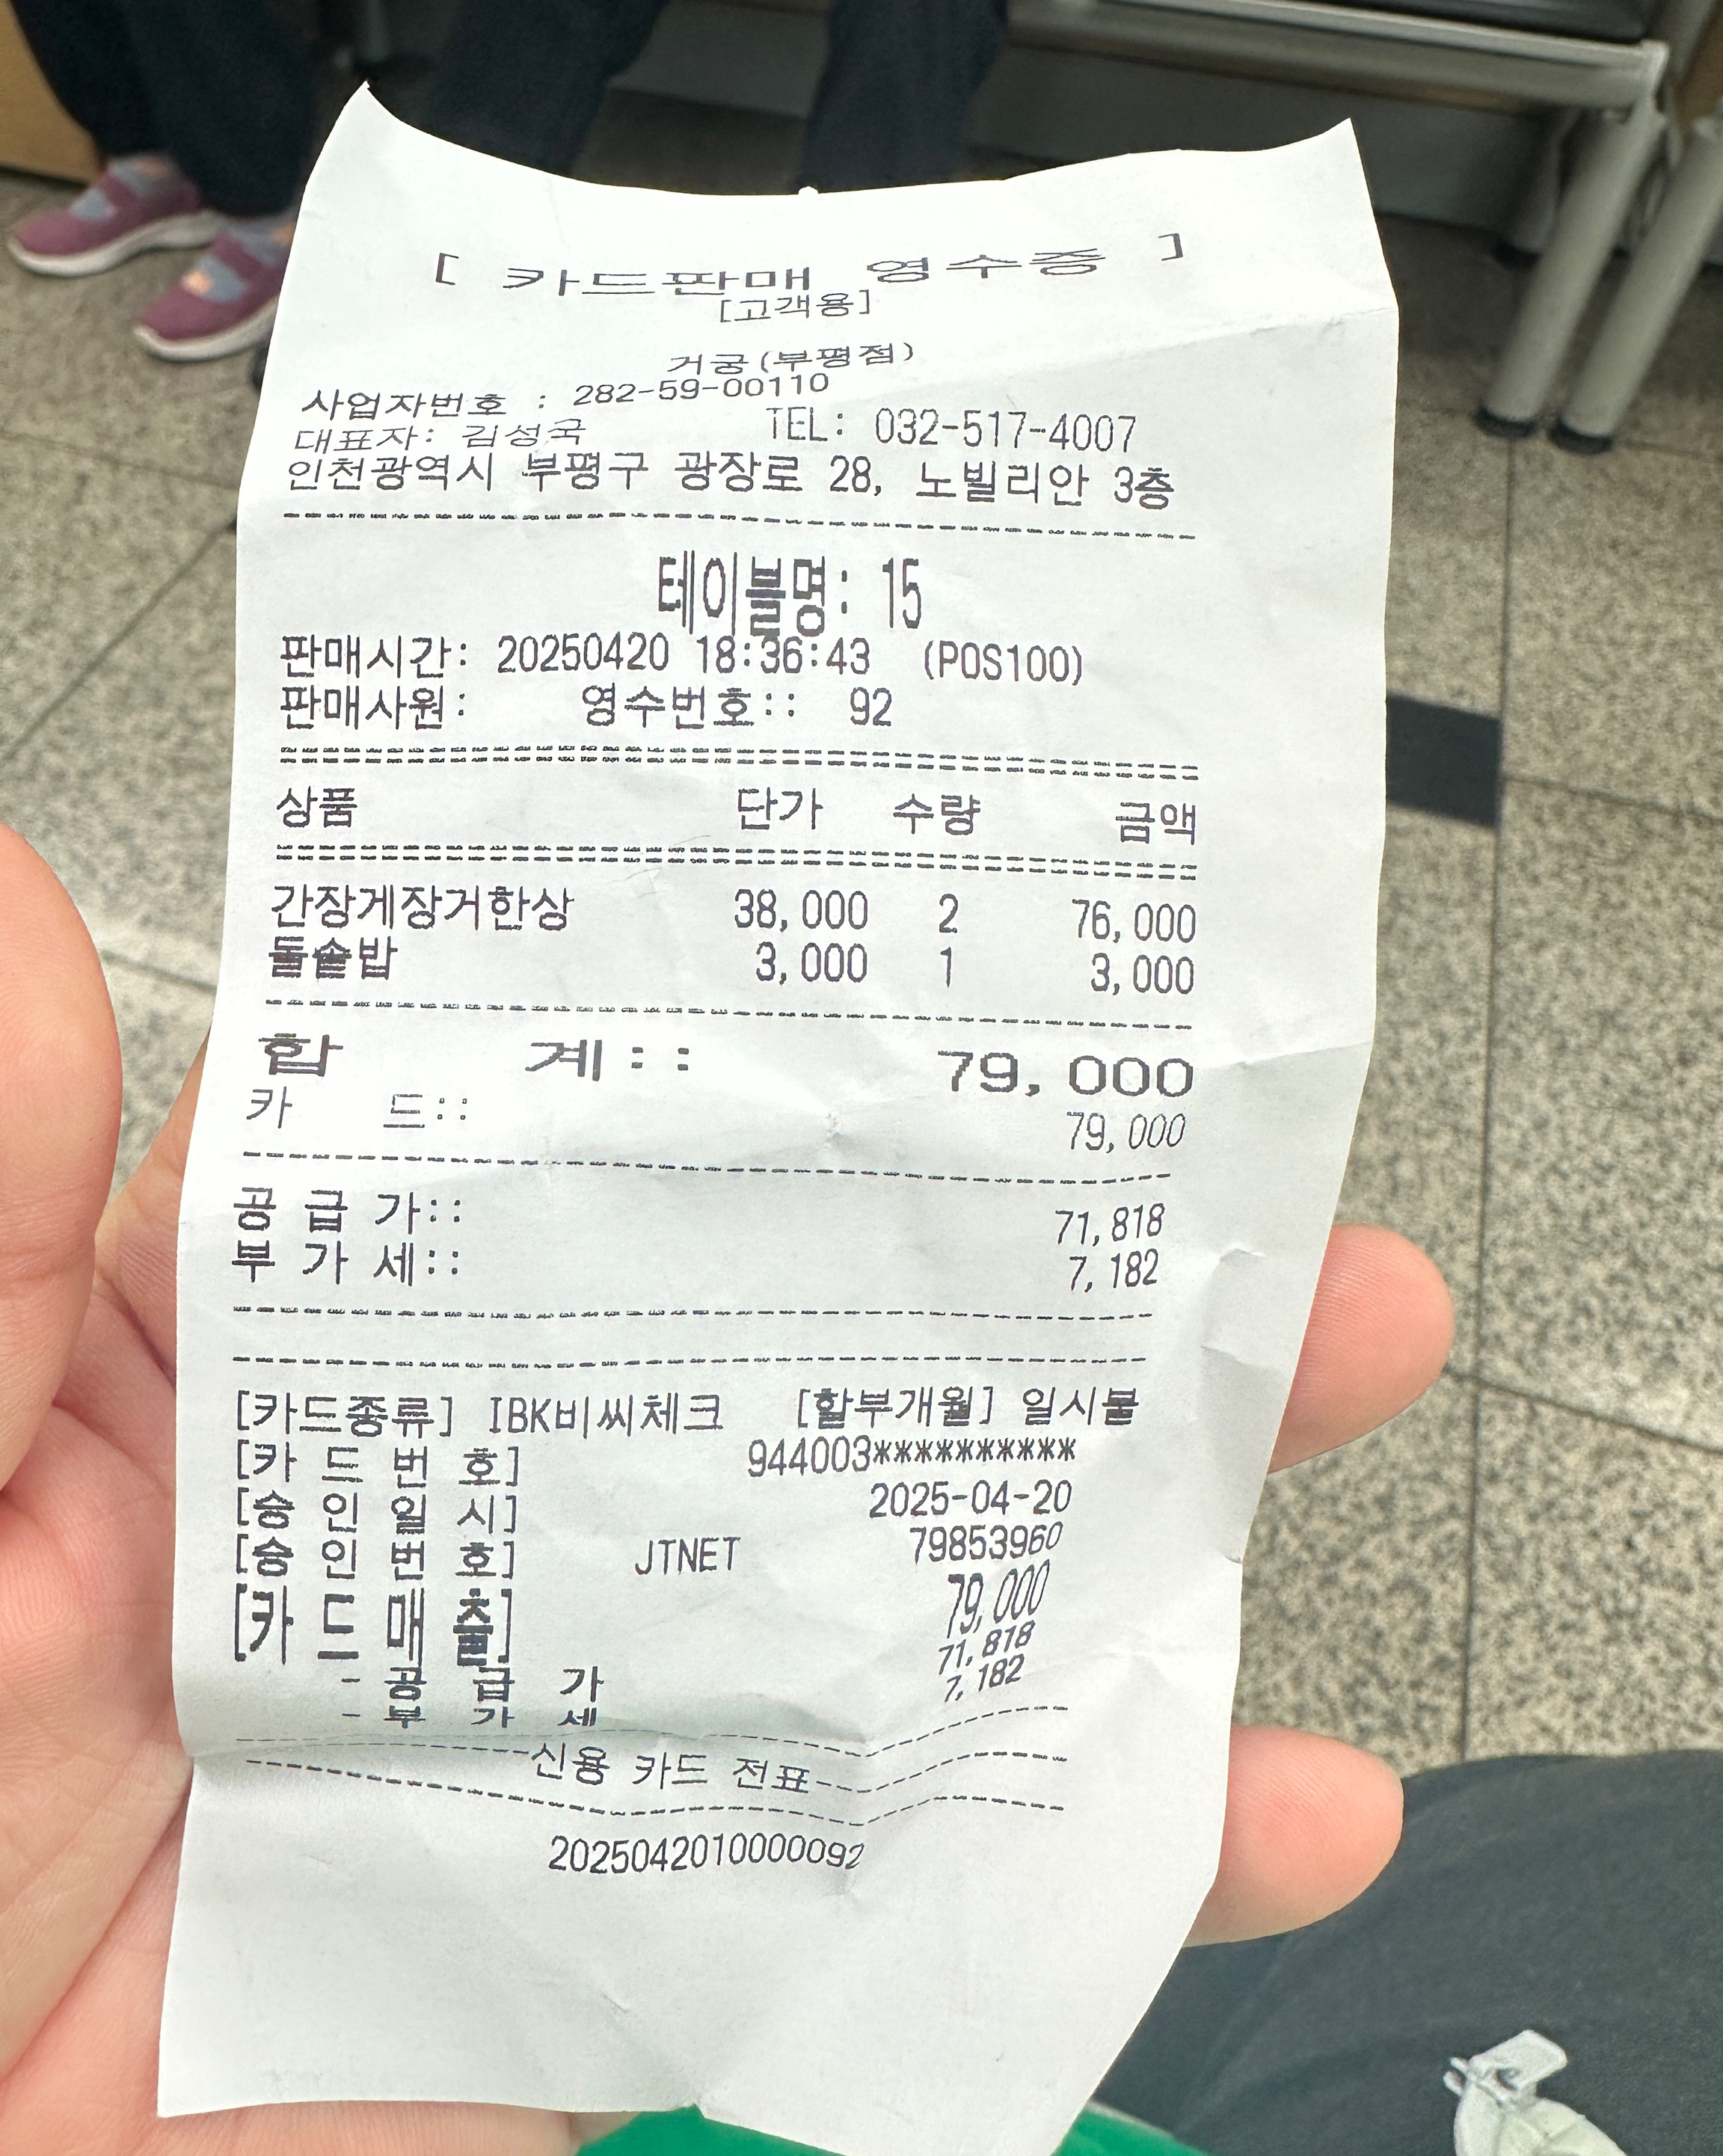 [ 카드판매 영수증 ]
[고객용]
거궁(부평점)
사업자번호 : 282-59-00110
대표자: 김성국 TEL: 032-517-4007
인천광역시 부평구 광장로 28, 노빌리안 3층
테이블명: 15
판매시간: 20250420 18:36:43 (POS100)
판매사원: 영수번호:: 92
상품 단가 수량 금액
간장게장거한상 38,000 2 76,000
돌솥밥 3,000 1 3,000
합 계:: 79,000
카 드:: 79,000
공 급 가:: 71,818
부 가 세:: 7,182
[카드종류] IBK비씨체크 [할부개월] 일시불
[카 드 번 호] 944003**********
[승 인 일 시] 2025-04-20
[승 인 번 호] JTNET 79853960
[카 드 매 출] 79,000
- 공 급 가 71,818
- 부 가 세 7,182
신용 카드 전표
2025042010000092